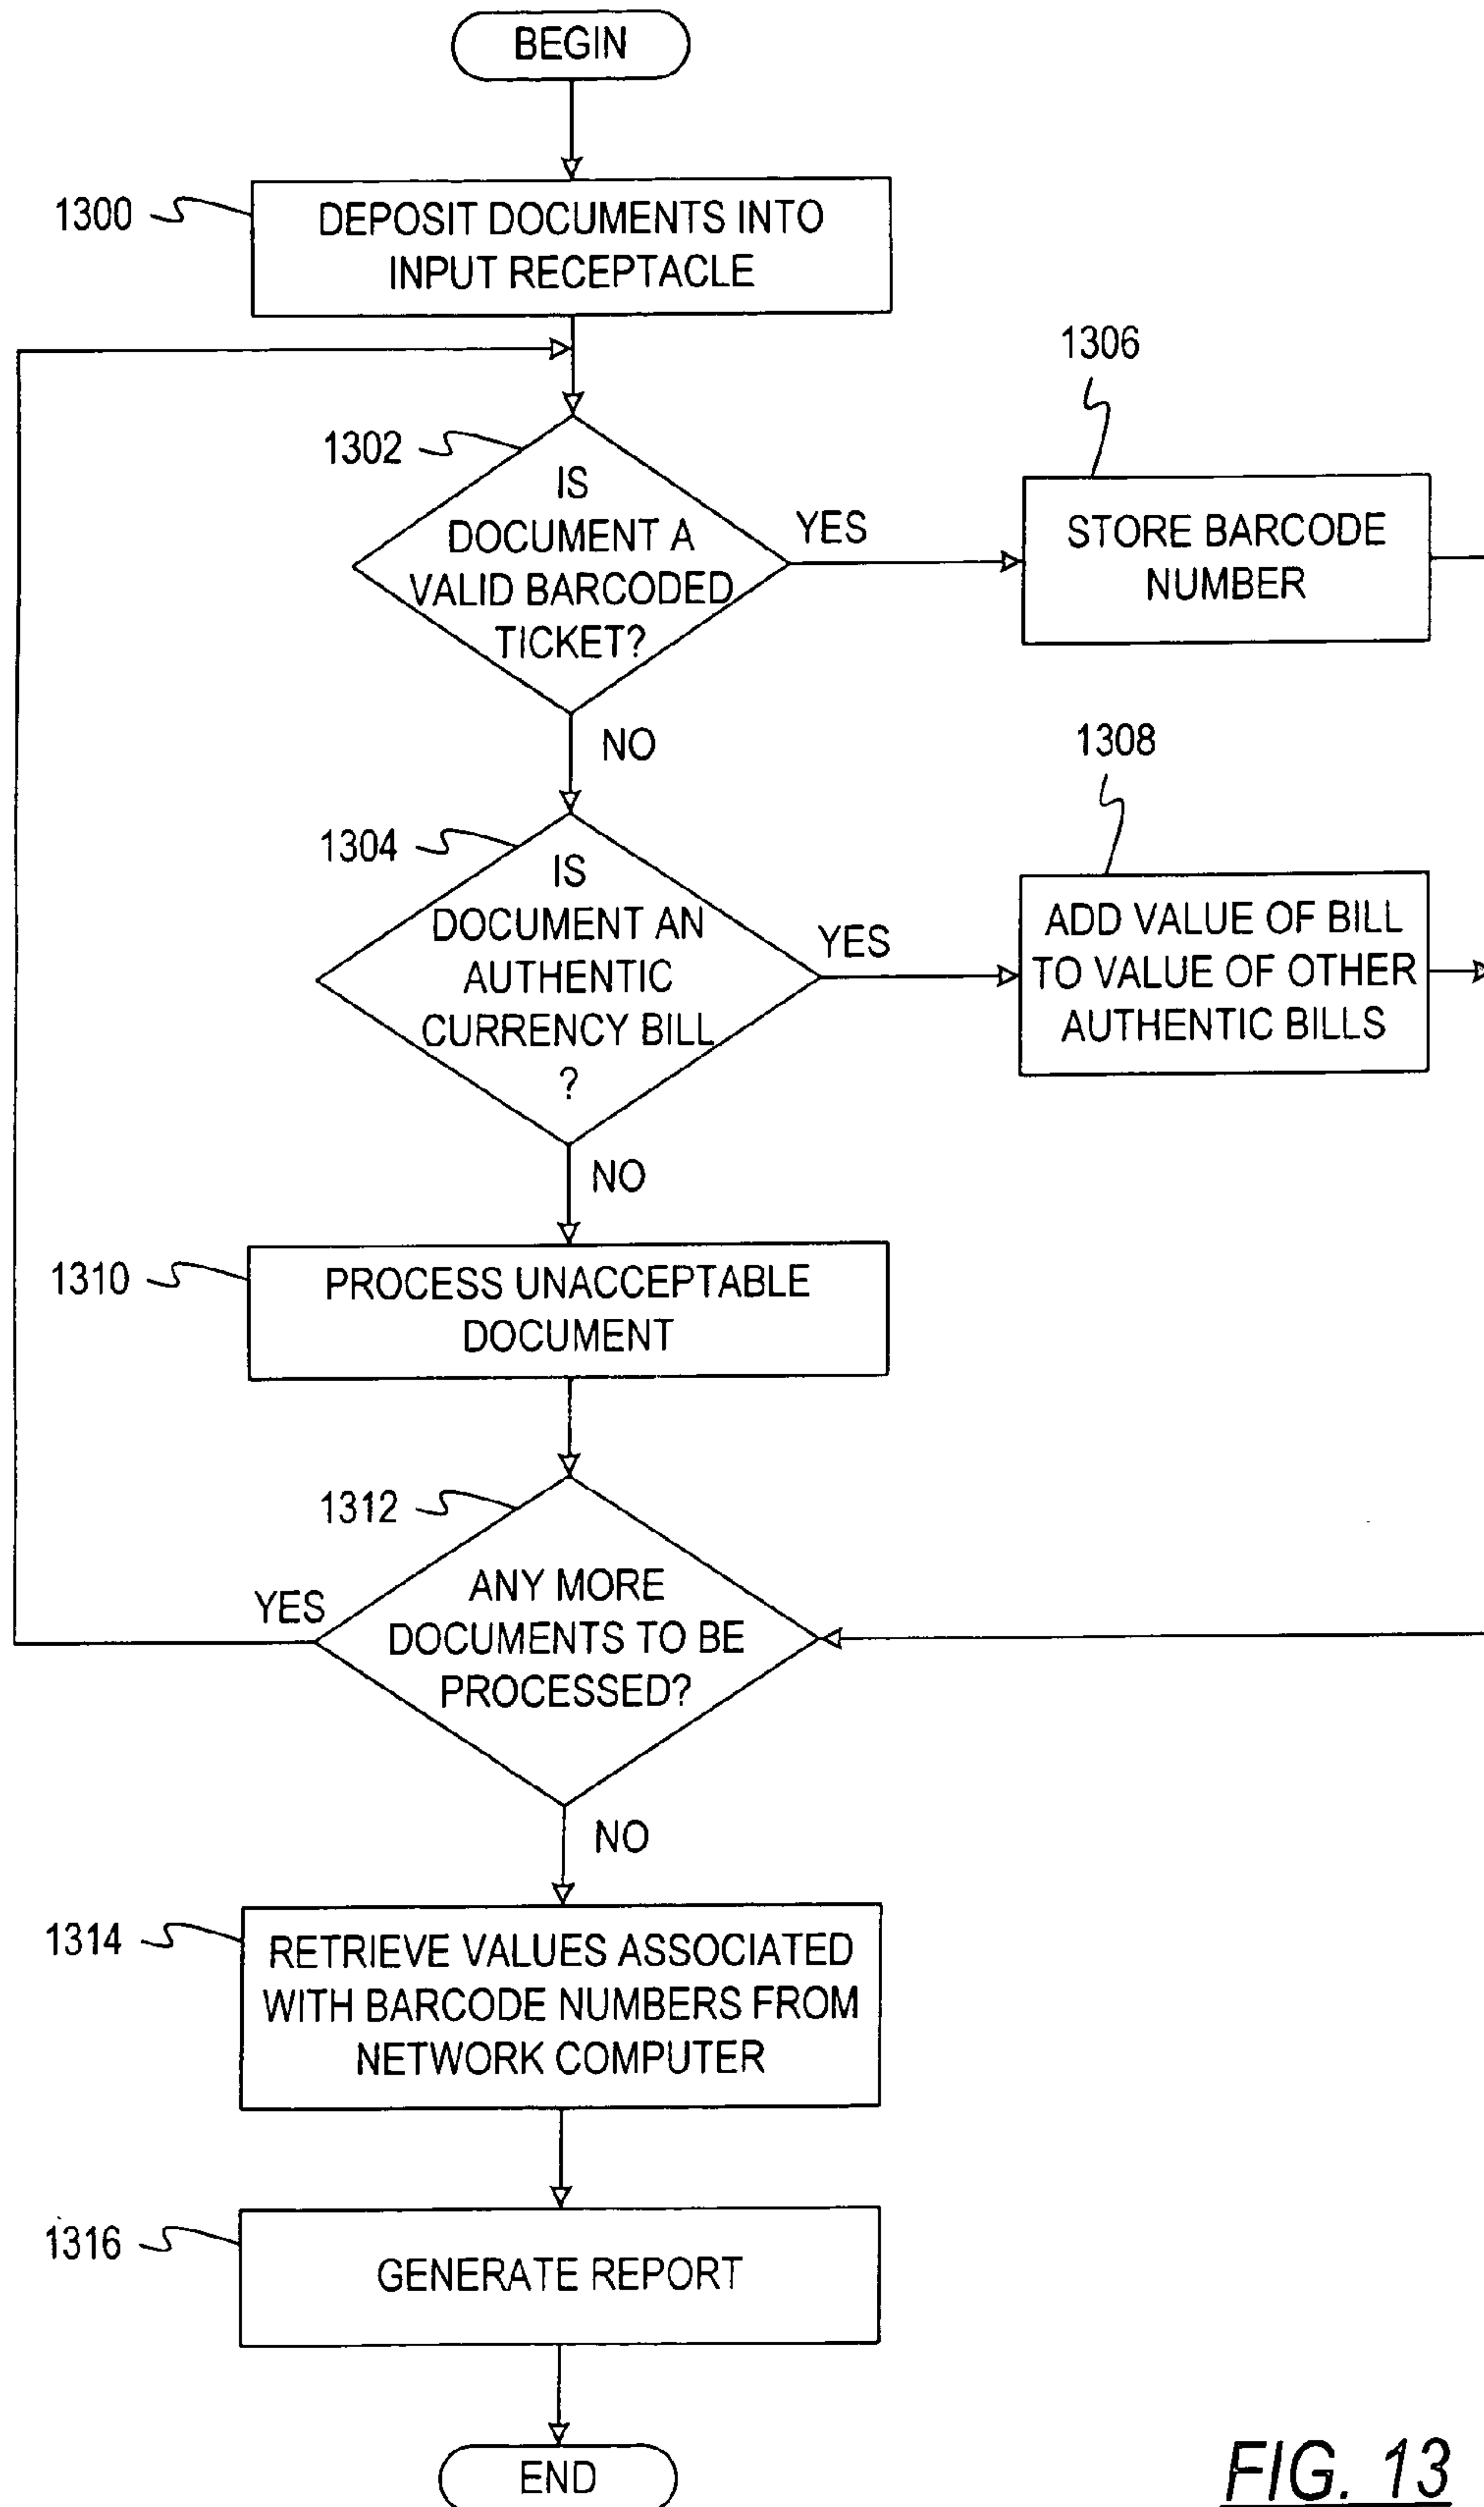 BEGIN
1300
DEPOSIT DOCUMENTS INTO
INPUT RECEPTACLE
1302
IS
DOCUMENT A
VALID BARCODED
TICKET?
YES
1306
STORE BARCODE
NUMBER
NO
1304
IS
DOCUMENT AN
AUTHENTIC
CURRENCY BILL
?
YES
1308
ADD VALUE OF BILL
TO VALUE OF OTHER
AUTHENTIC BILLS
NO
1310
PROCESS UNACCEPTABLE
DOCUMENT
1312
ANY MORE
DOCUMENTS TO BE
PROCESSED?
YES
NO
1314
RETRIEVE VALUES ASSOCIATED
WITH BARCODE NUMBERS FROM
NETWORK COMPUTER
1316
GENERATE REPORT
END
FIG. 13